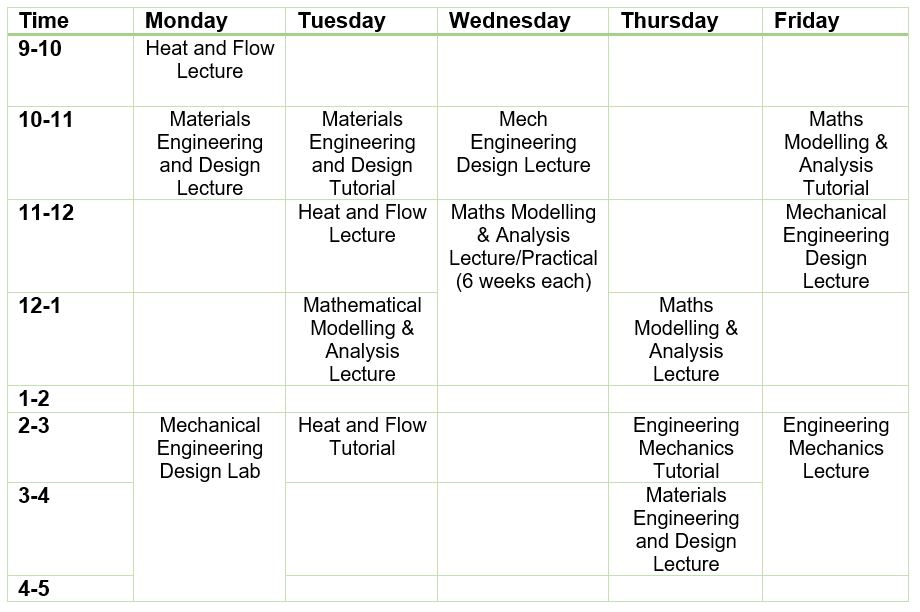 Time Monday Tuesday Wednesday Thursday Friday
9-10
Heat and Flow
Lecture
10-11
Materials
Engineering
and Design
Lecture
Materials
Engineering
and Design
Tutorial
Mech
Engineering
Design Lecture
Maths
Modelling &
Analysis
Tutorial
11-12
Heat and Flow
Lecture
Maths Modelling
& Analysis
Lecture/Practical
(6 weeks each)
Mechanical
Engineering
Design
Lecture
12-1
Mathematical
Modelling &
Analysis
Lecture
Maths
Modelling &
Analysis
Lecture
1-2
2-3
Mechanical
Engineering
Design Lab
Heat and Flow
Tutorial
Engineering
Mechanics
Tutorial
Engineering
Mechanics
Lecture
3-4
Materials
Engineering
and Design
Lecture
4-5